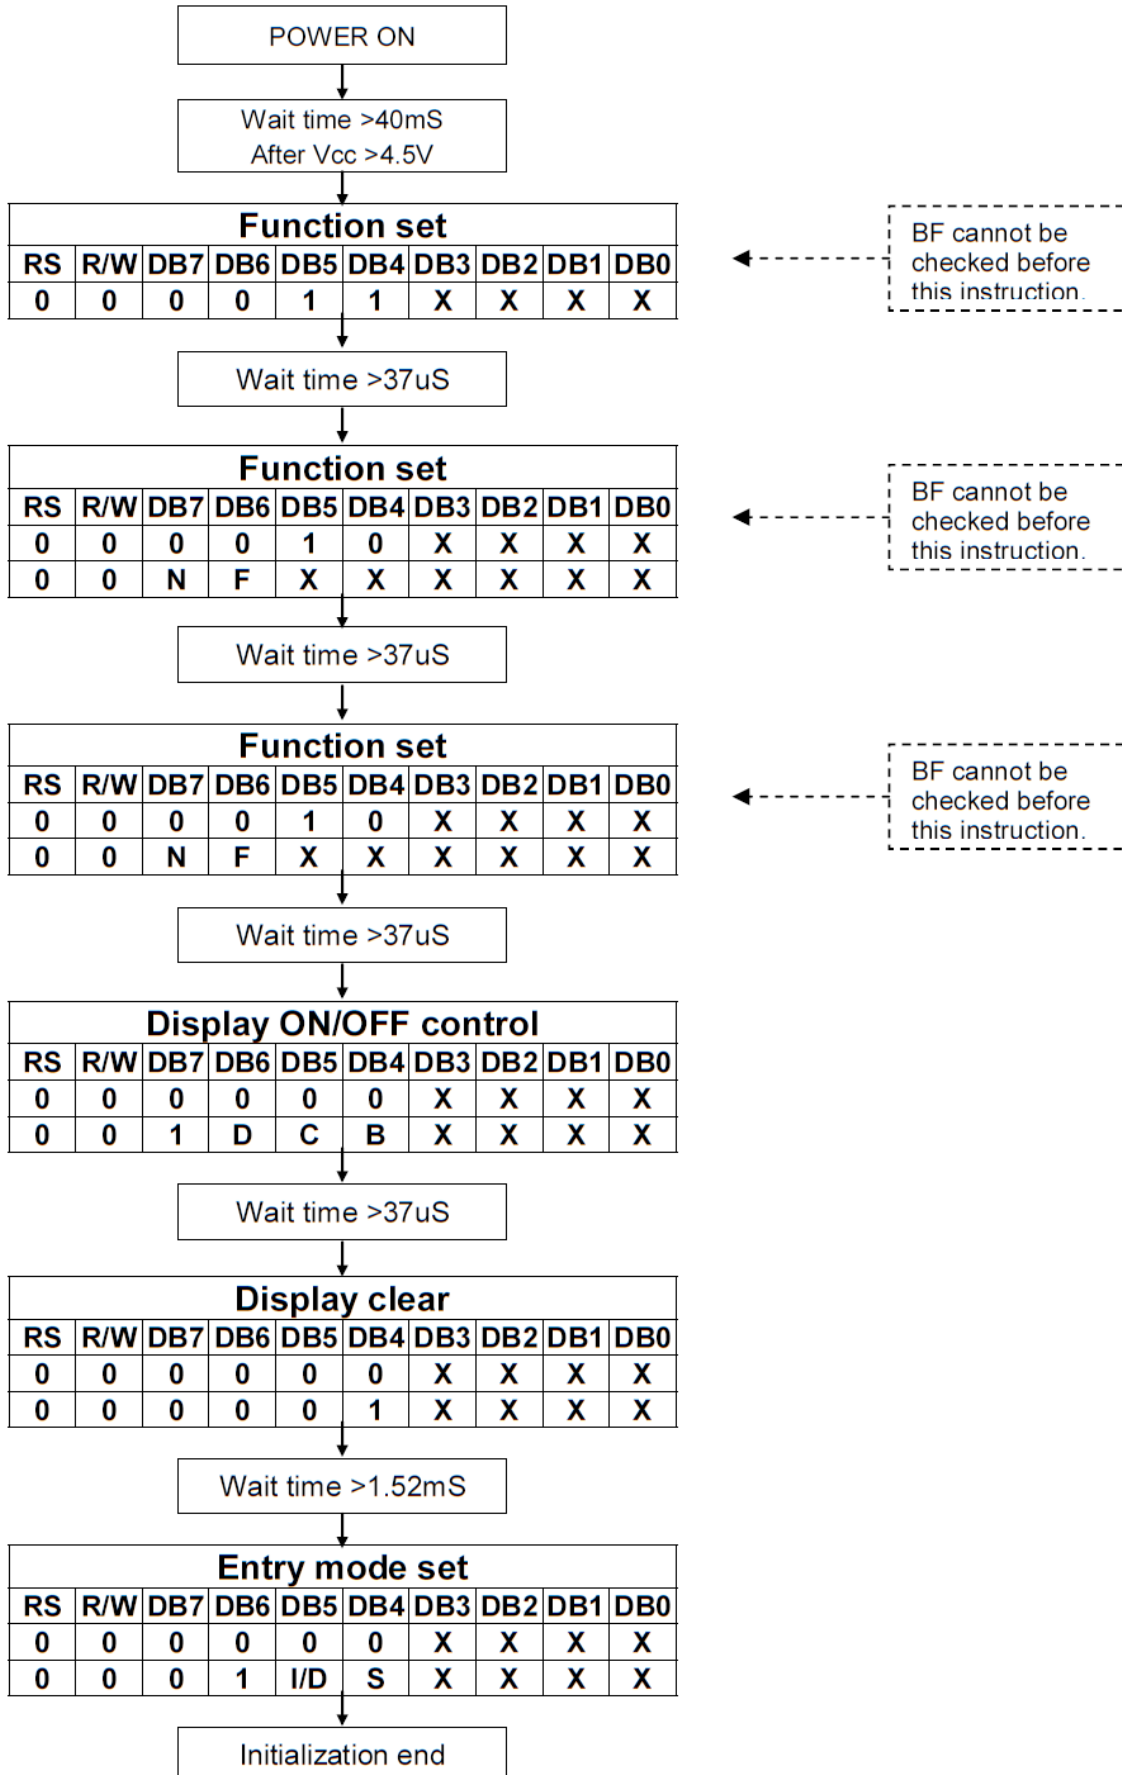 POWER ON
Wait time >40mS
After Vcc >4.5V
Function set
RS R/W DB7 DB6 DB5 DB4 DB3 DB2 DB1 DB0
0 0 0 0 1 1 X X X X
BF cannot be
checked before
this instruction.
Wait time >37uS
Function set
RS R/W DB7 DB6 DB5 DB4 DB3 DB2 DB1 DB0
0 0 0 0 1 0 X X X X
0 0 N F X X X X X X
BF cannot be
checked before
this instruction.
Wait time >37uS
Function set
RS R/W DB7 DB6 DB5 DB4 DB3 DB2 DB1 DB0
0 0 0 0 1 0 X X X X
0 0 N F X X X X X X
BF cannot be
checked before
this instruction.
Wait time >37uS
Display ON/OFF control
RS R/W DB7 DB6 DB5 DB4 DB3 DB2 DB1 DB0
0 0 0 0 0 0 X X X X
0 0 1 D C B X X X X
Wait time >37uS
Display clear
RS R/W DB7 DB6 DB5 DB4 DB3 DB2 DB1 DB0
0 0 0 0 0 0 X X X X
0 0 0 0 0 1 X X X X
Wait time >1.52mS
Entry mode set
RS R/W DB7 DB6 DB5 DB4 DB3 DB2 DB1 DB0
0 0 0 0 0 0 X X X X
0 0 0 1 I/D S X X X X
Initialization end